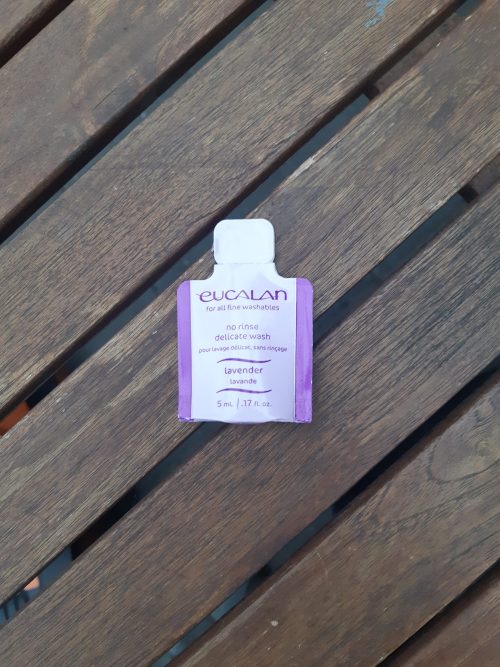 eucalan
for all fine washables
no rinse
delicate wash
pour lavage délicat, sans rinçage
lavender
lavande
5 mL / .17 fl. oz.